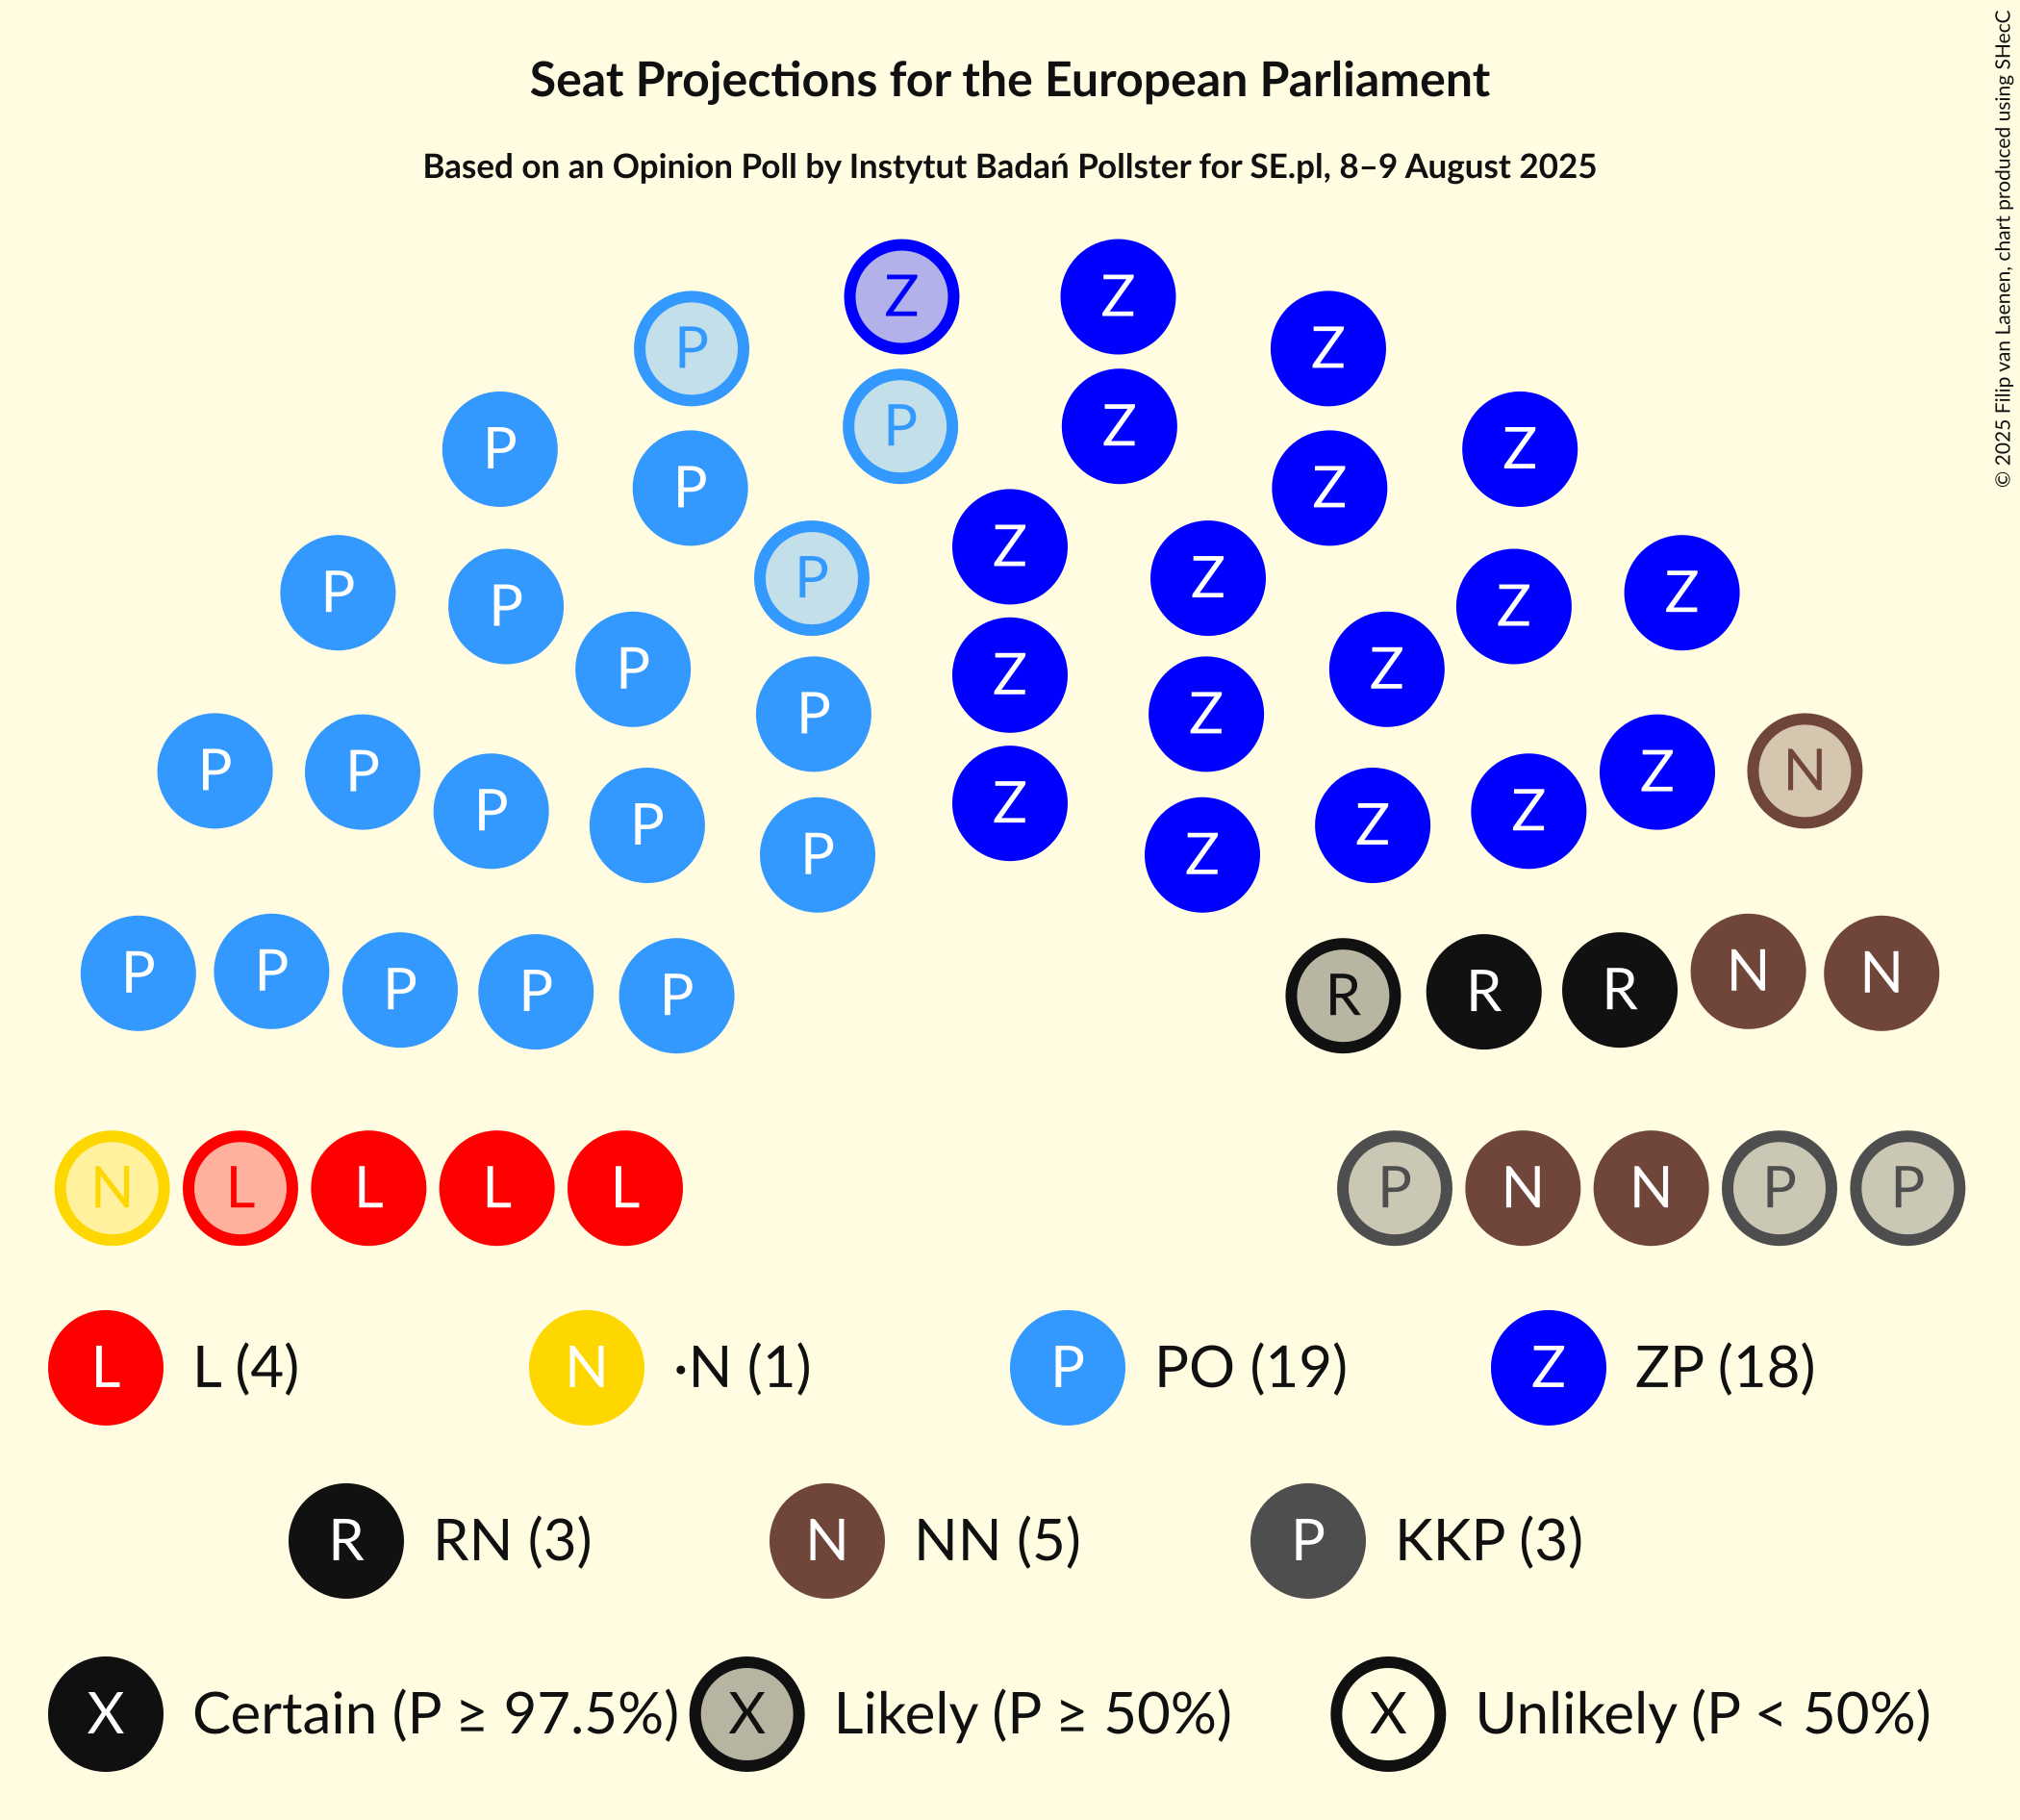 Seat Projections for the European Parliament
Based on an Opinion Poll by Instytut Badań Pollster for SE.pl, 8–9 August 2025
© 2025 Filip van Laenen, chart produced using SHecC
Z Z
P Z
P Z
P Z
P Z
Z
P Z
P Z
P P Z Z
P Z
Z
P Z
P P Z N
P Z
P Z
Z
P Z
P P P P P R R R N N
N L L L L P N N P P
L L (4) N ·N (1) P PO (19) Z ZP (18)
R RN (3) N NN (5) P KKP (3)
X Certain (P ≥ 97.5%) X Likely (P ≥ 50%) X Unlikely (P < 50%)